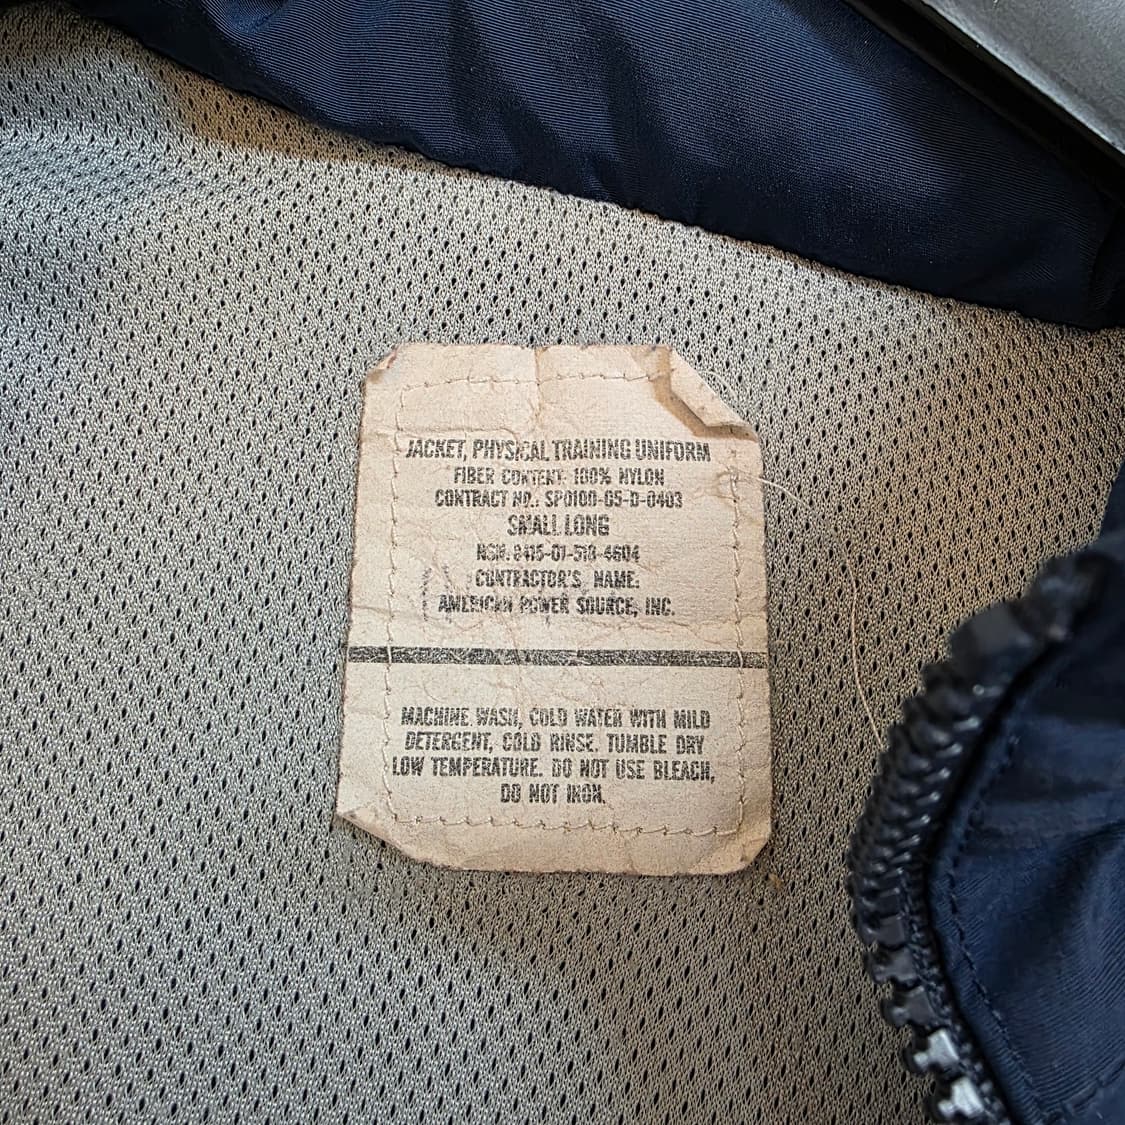 JACKET, PHYSICAL TRAINING UNIFORM
FIBER CONTENT: 100% NYLON
CONTRACT NO.: SPO100-05-D-0403
SMALL LONG
NSN: 8415-01-518-4604
CONTRACTOR'S NAME:
AMERICAN POWER SOURCE, INC.
MACHINE WASH, COLD WATER WITH MILD
DETERGENT, COLD RINSE. TUMBLE DRY
LOW TEMPERATURE. DO NOT USE BLEACH,
DO NOT IRON.